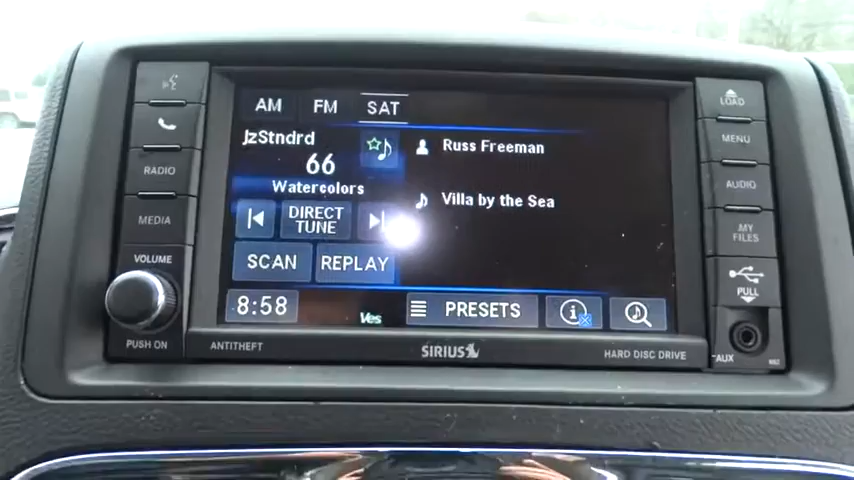 AM FM SAT
JzStndrd
66
Watercolors
DIRECT
TUNE
SCAN REPLAY
Russ Freeman
Villa by the Sea
8:58
Yes
PRESETS
RADIO
MEDIA
VOLUME
PUSH ON
LOAD
MENU
AUDIO
MY
FILES
PULL
AUX
ANTITHEFT
SIRIUS
HARD DISC DRIVE